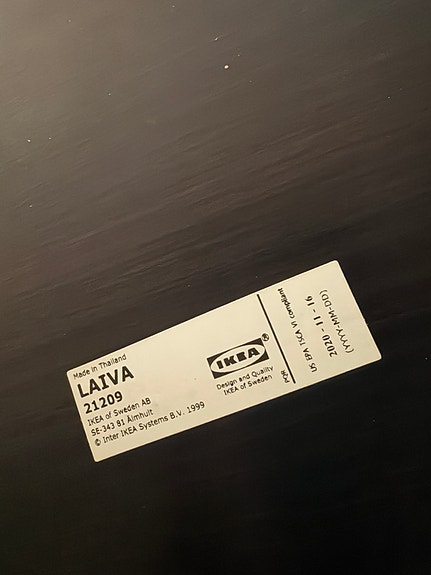 Made in Thailand
LAIVA
21209
IKEA of Sweden AB
SE-343 81 Älmhult
© Inter IKEA Systems B.V. 1999
IKEA®
Design and Quality
IKEA of Sweden
PQR
US EPA TSCA VI compliant
2020 - 11 - 16
(YYYY-MM-DD)